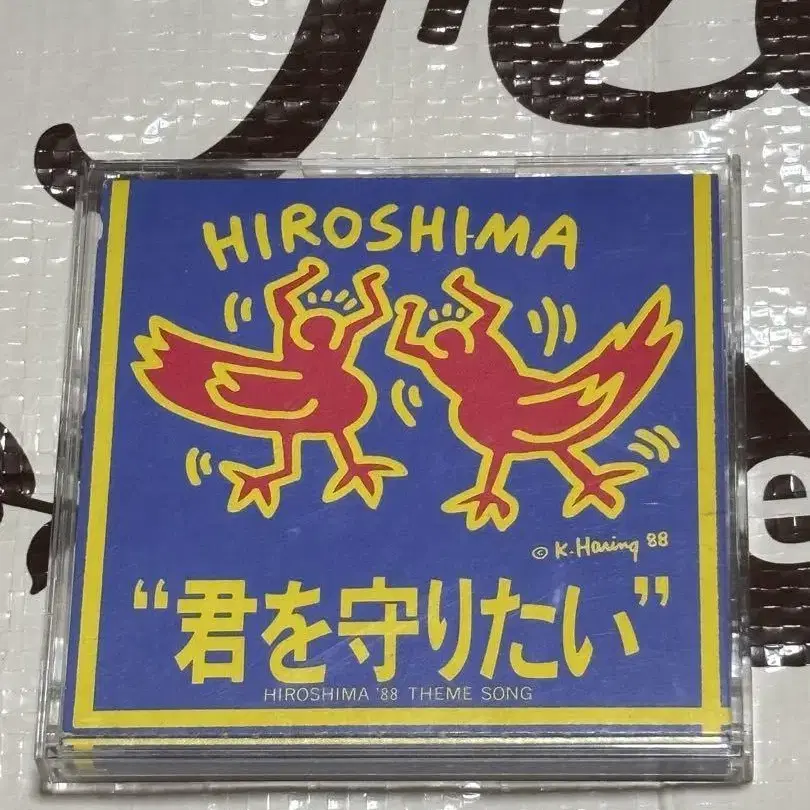 HIROSHIMA
© K. Haring 88
“君を守りたい”
HIROSHIMA '88 THEME SONG